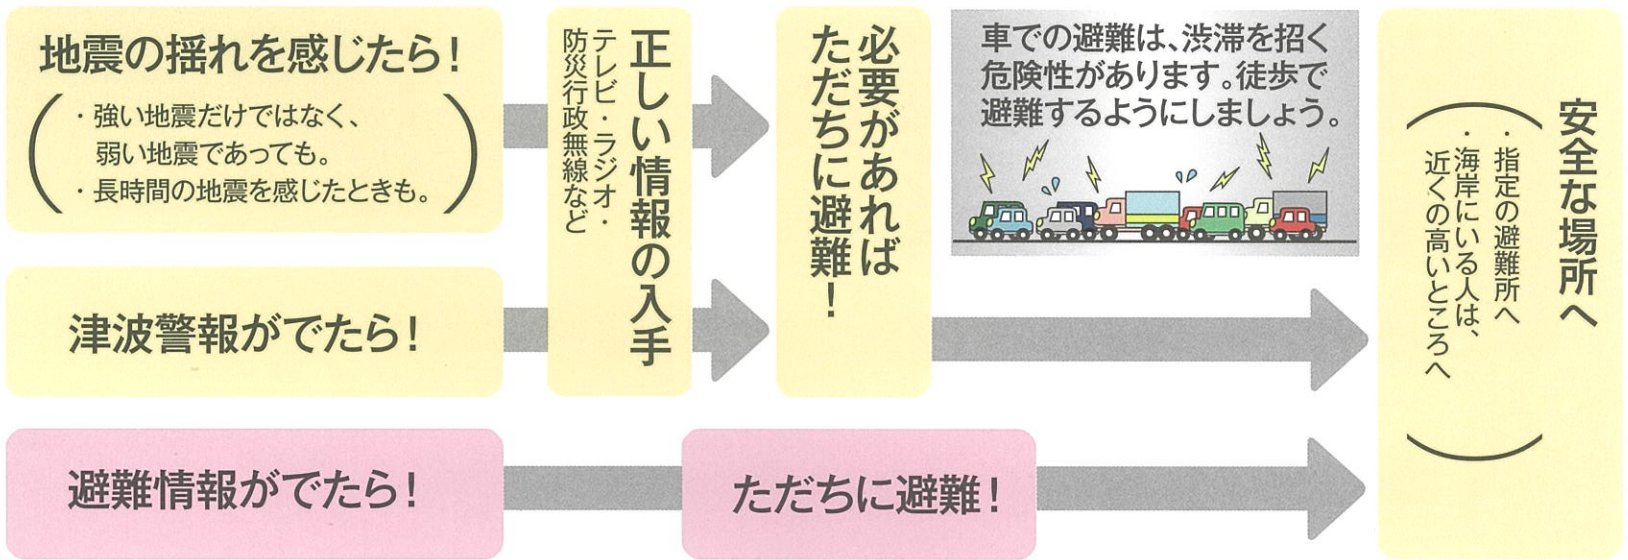 地震の揺れを感じたら！
・強い地震だけではなく、
弱い地震であっても。
・長時間の地震を感じたときも。
津波警報がでたら！
正しい情報の入手
テレビ・ラジオ・
防災行政無線など
必要があれば
ただちに避難！
車での避難は、渋滞を招く
危険性があります。徒歩で
避難するようにしましょう。
避難情報がでたら！
ただちに避難！
安全な場所へ
・指定の避難所へ
・海岸にいる人は、
近くの高いところへ